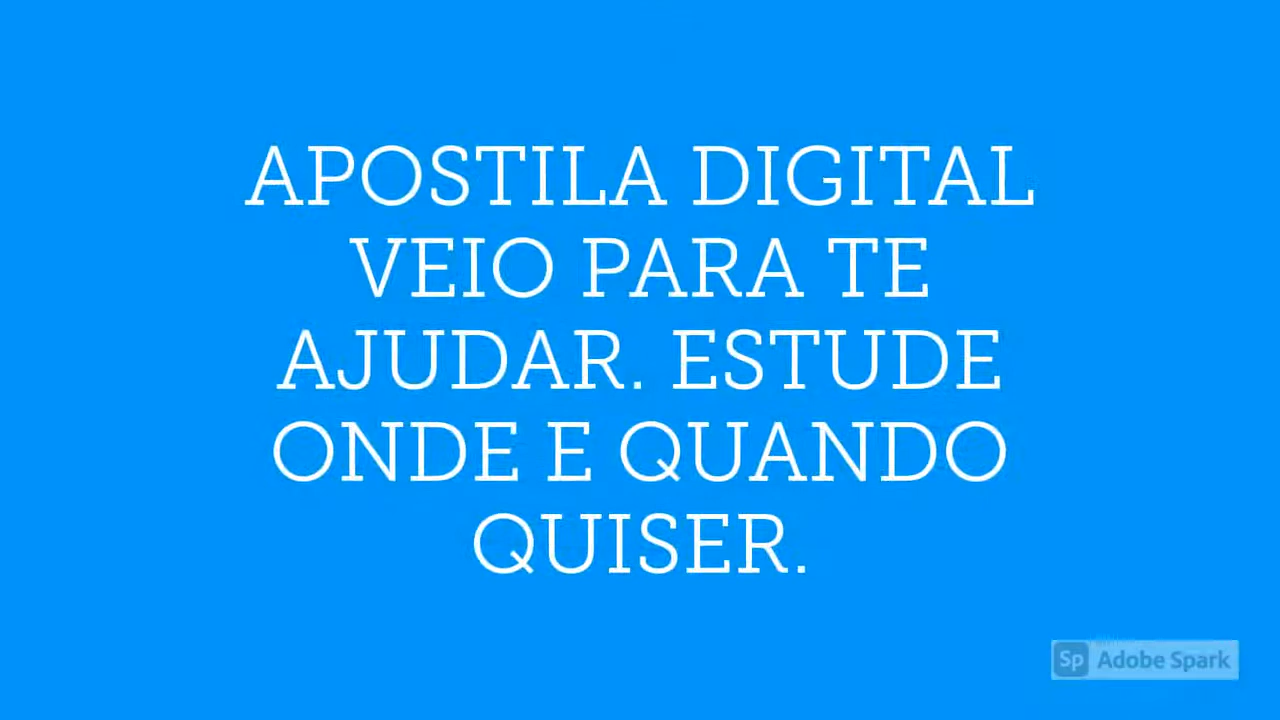 APOSTILA DIGITAL
VEIO PARA TE
AJUDAR. ESTUDE
ONDE E QUANDO
QUISER.
Sp Adobe Spark